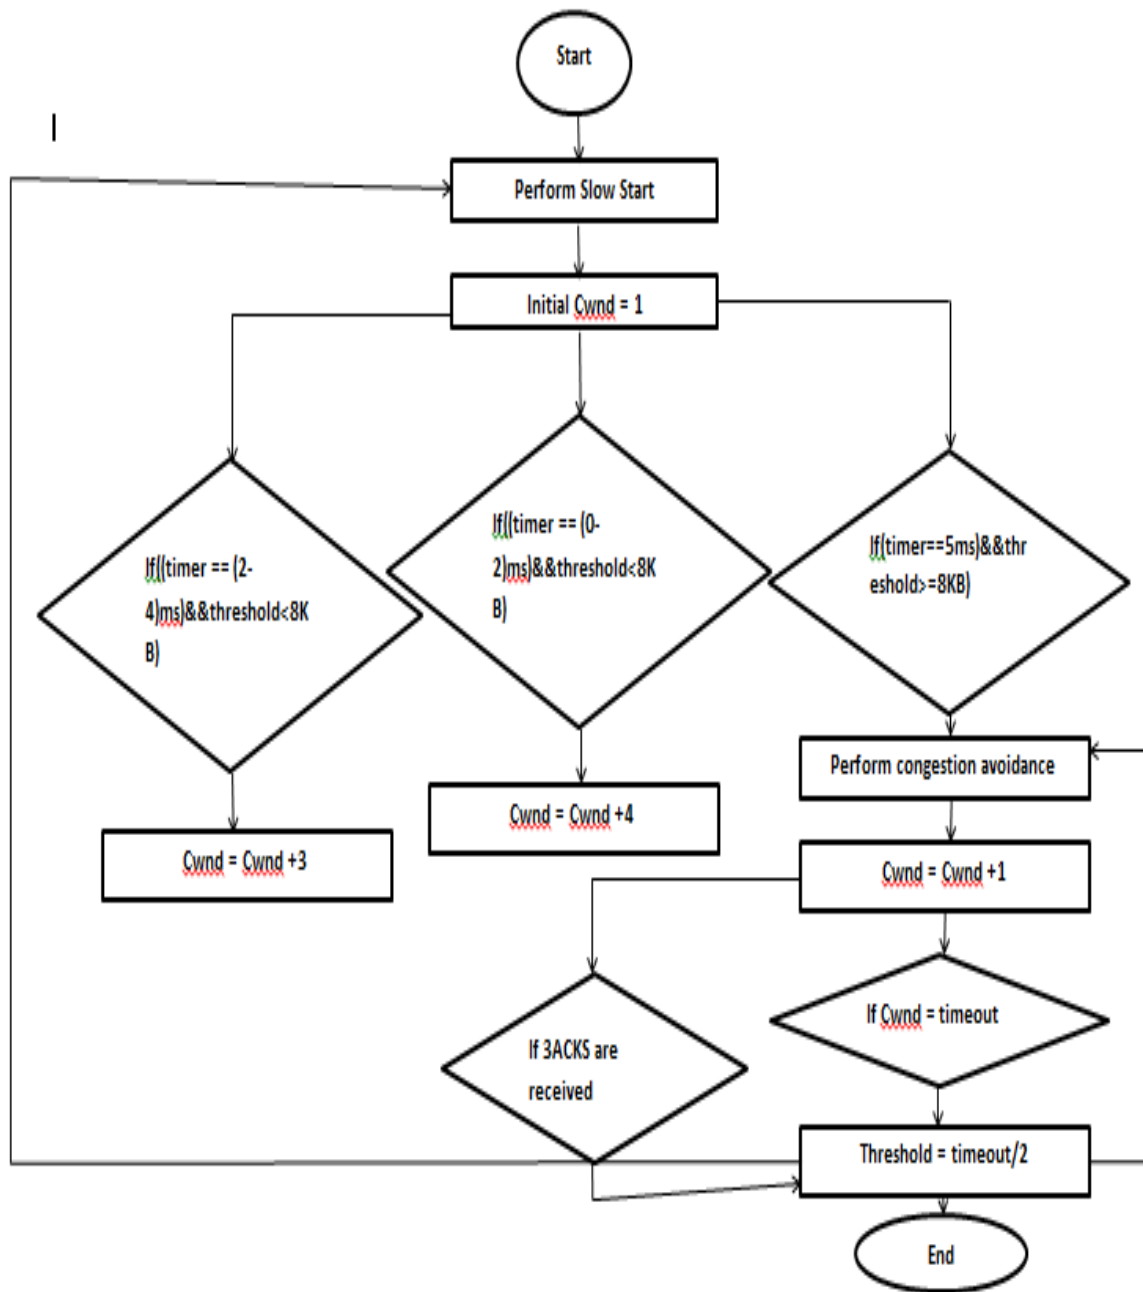 Start
Perform Slow Start
Initial Cwnd = 1
If((timer == (2-
4)ms)&&threshold<8K
B)
If((timer == (0-
2)ms)&&threshold<8K
B)
If(timer==5ms)&&thr
eshold>=8KB)
Cwnd = Cwnd +3
Cwnd = Cwnd +4
Perform congestion avoidance
Cwnd = Cwnd +1
If 3ACKS are
received
If Cwnd = timeout
Threshold = timeout/2
End